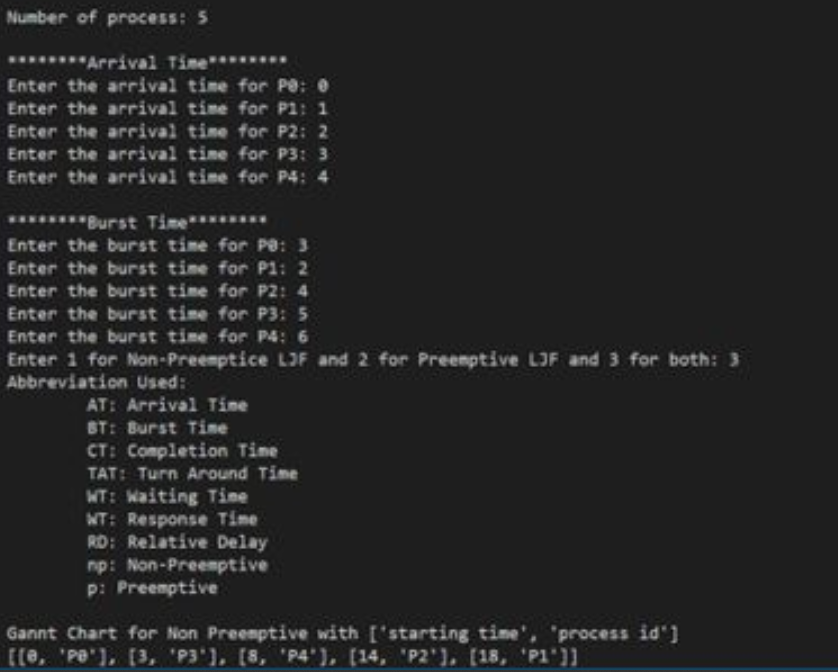 Number of process: 5
********Arrival Time********
Enter the arrival time for P0: 0
Enter the arrival time for P1: 1
Enter the arrival time for P2: 2
Enter the arrival time for P3: 3
Enter the arrival time for P4: 4
********Burst Time********
Enter the burst time for P0: 3
Enter the burst time for P1: 2
Enter the burst time for P2: 4
Enter the burst time for P3: 5
Enter the burst time for P4: 6
Enter 1 for Non-Preemptice LJF and 2 for Preemptive LJF and 3 for both: 3
Abbreviation Used:
AT: Arrival Time
BT: Burst Time
CT: Completion Time
TAT: Turn Around Time
WT: Waiting Time
WT: Response Time
RD: Relative Delay
np: Non-Preemptive
p: Preemptive
Gannt Chart for Non Preemptive with ['starting time', 'process id']
[[0, 'P0'], [3, 'P3'], [8, 'P4'], [14, 'P2'], [18, 'P1']]